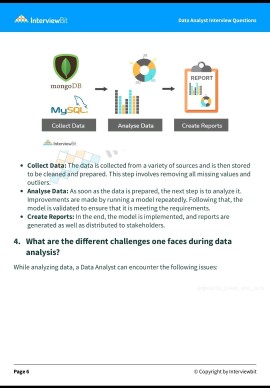 InterviewBit
Data Analyst Interview Questions
mongoDB
MySQL
REPORT
Collect Data
Analyse Data
Create Reports
InterviewBit
• Collect Data: The data is collected from a variety of sources and is then stored
to be cleaned and prepared. This step involves removing all missing values and
outliers.
• Analyse Data: As soon as the data is prepared, the next step is to analyze it.
Improvements are made by running a model repeatedly. Following that, the
model is validated to ensure that it is meeting the requirements.
• Create Reports: In the end, the model is implemented, and reports are
generated as well as distributed to stakeholders.
4. What are the different challenges one faces during data
analysis?
While analyzing data, a Data Analyst can encounter the following issues:
Page 6
© Copyright by Interviewbit